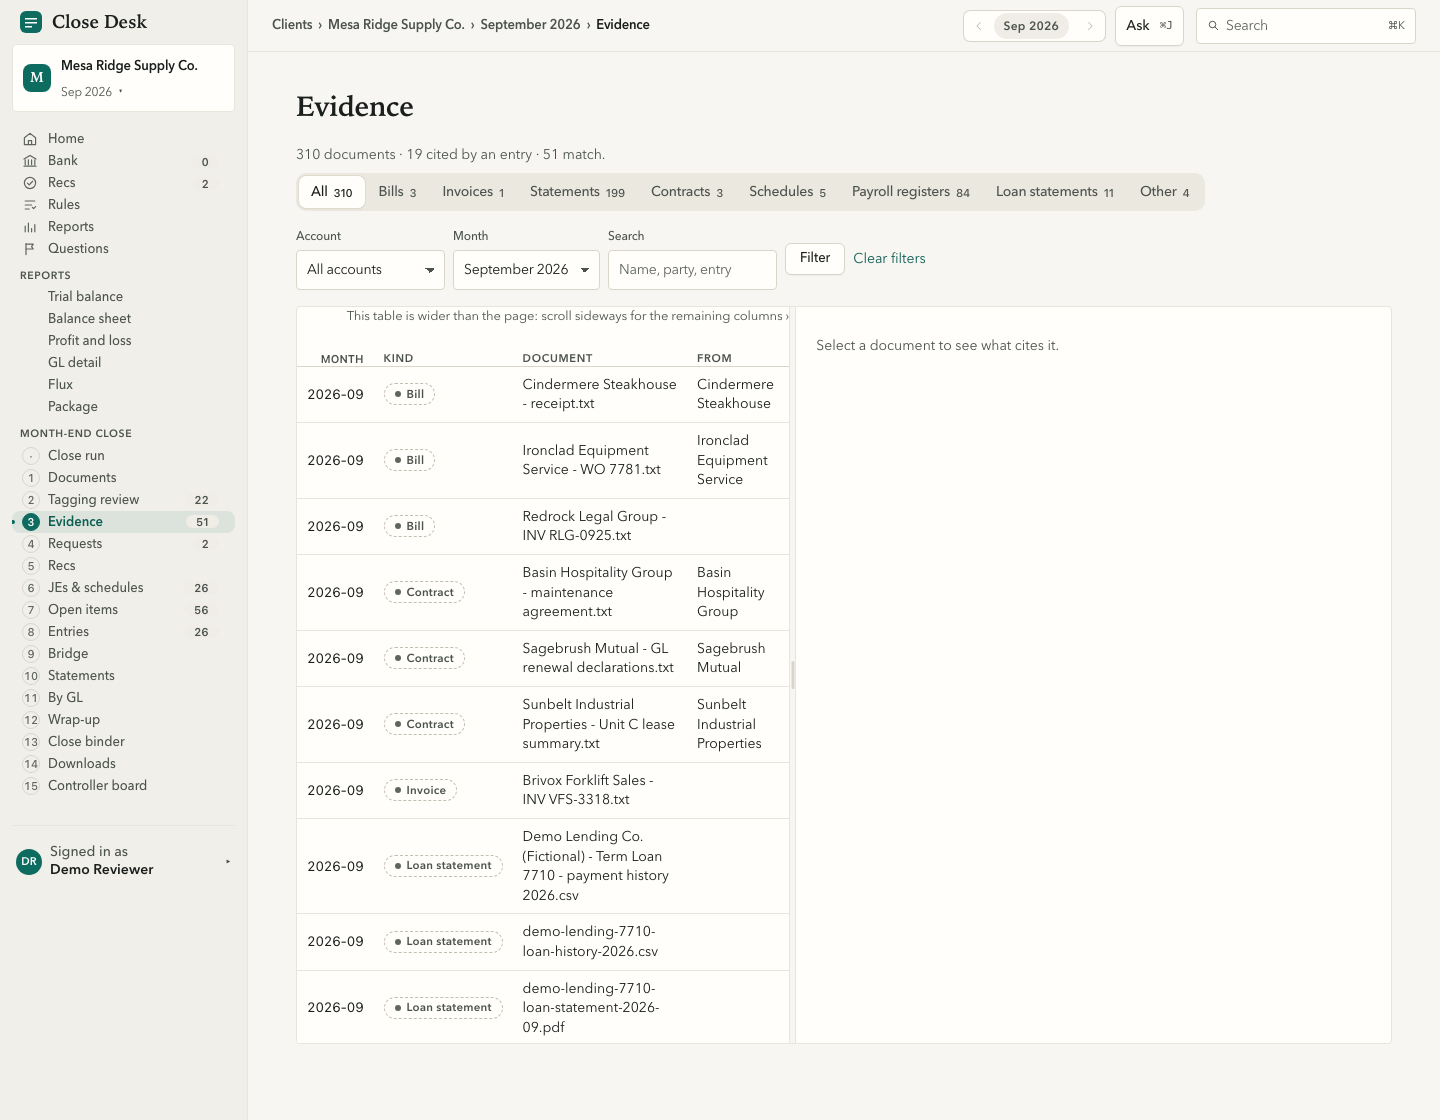 Close Desk
M
Mesa Ridge Supply Co.
Sep 2026
Home
Bank 0
Recs 2
Rules
Reports
Questions
REPORTS
Trial balance
Balance sheet
Profit and loss
GL detail
Flux
Package
MONTH-END CLOSE
· Close run
1 Documents
2 Tagging review 22
3 Evidence 51
4 Requests 2
5 Recs
6 JEs & schedules 26
7 Open items 56
8 Entries 26
9 Bridge
10 Statements
11 By GL
12 Wrap-up
13 Close binder
14 Downloads
15 Controller board
DR
Signed in as
Demo Reviewer
Clients › Mesa Ridge Supply Co. › September 2026 › Evidence
‹ Sep 2026 ›
Ask ⌘J
Search ⌘K
Evidence
310 documents · 19 cited by an entry · 51 match.
All 310 Bills 3 Invoices 1 Statements 199 Contracts 3 Schedules 5 Payroll registers 84 Loan statements 11 Other 4
Account Month Search
All accounts September 2026 Name, party, entry Filter Clear filters
This table is wider than the page: scroll sideways for the remaining columns ›
MONTH KIND DOCUMENT FROM
2026-09 Bill
Cindermere Steakhouse
- receipt.txt
Cindermere
Steakhouse
2026-09 Bill
Ironclad Equipment
Service - WO 7781.txt
Ironclad
Equipment
Service
2026-09 Bill
Redrock Legal Group -
INV RLG-0925.txt
2026-09 Contract
Basin Hospitality Group
- maintenance
agreement.txt
Basin
Hospitality
Group
2026-09 Contract
Sagebrush Mutual - GL
renewal declarations.txt
Sagebrush
Mutual
2026-09 Contract
Sunbelt Industrial
Properties - Unit C lease
summary.txt
Sunbelt
Industrial
Properties
2026-09 Invoice
Brivox Forklift Sales -
INV VFS-3318.txt
2026-09 Loan statement
Demo Lending Co.
(Fictional) - Term Loan
7710 - payment history
2026.csv
2026-09 Loan statement
demo-lending-7710-
loan-history-2026.csv
2026-09 Loan statement
demo-lending-7710-
loan-statement-2026-
09.pdf
Select a document to see what cites it.